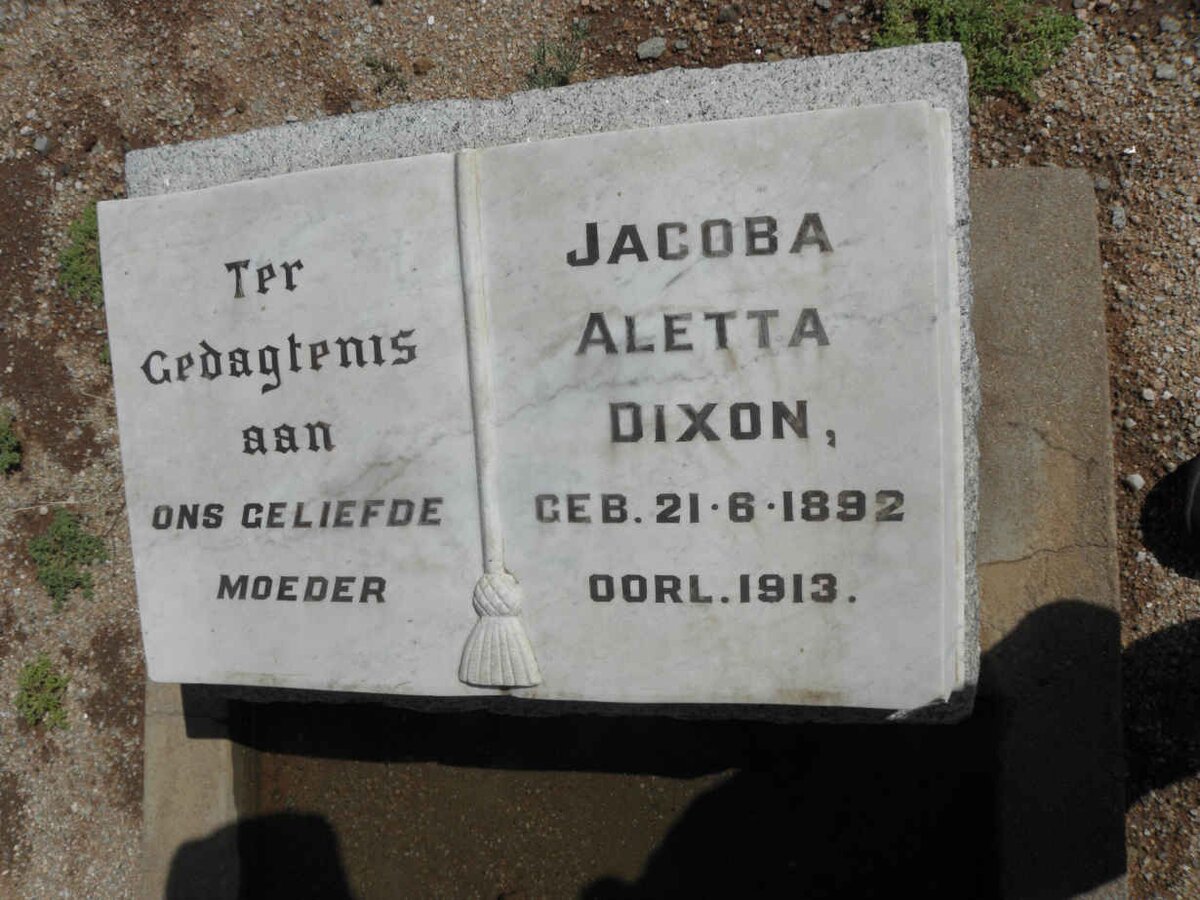 Ter
Gedagtenis
aan
ONS GELIEFDE
MOEDER
JACOBA
ALETTA
DIXON,
GEB. 21·6·1892
OORL. 1913.